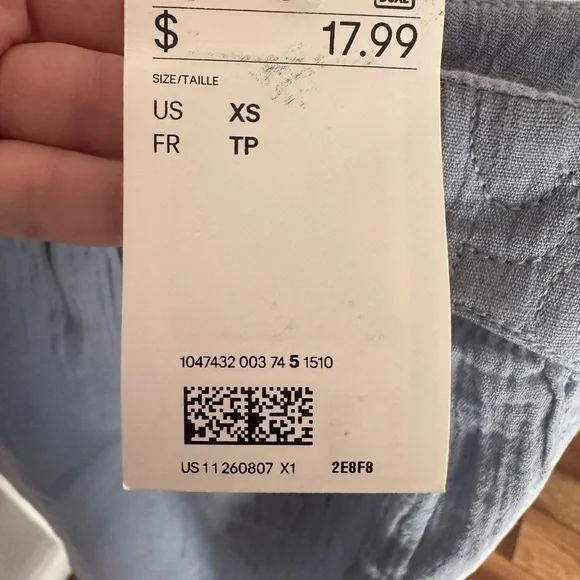 $ 17.99
SIZE/TAILLE
US XS
FR TP
1047432 003 74 5 1510
US 11 260807 X1 2E8F8